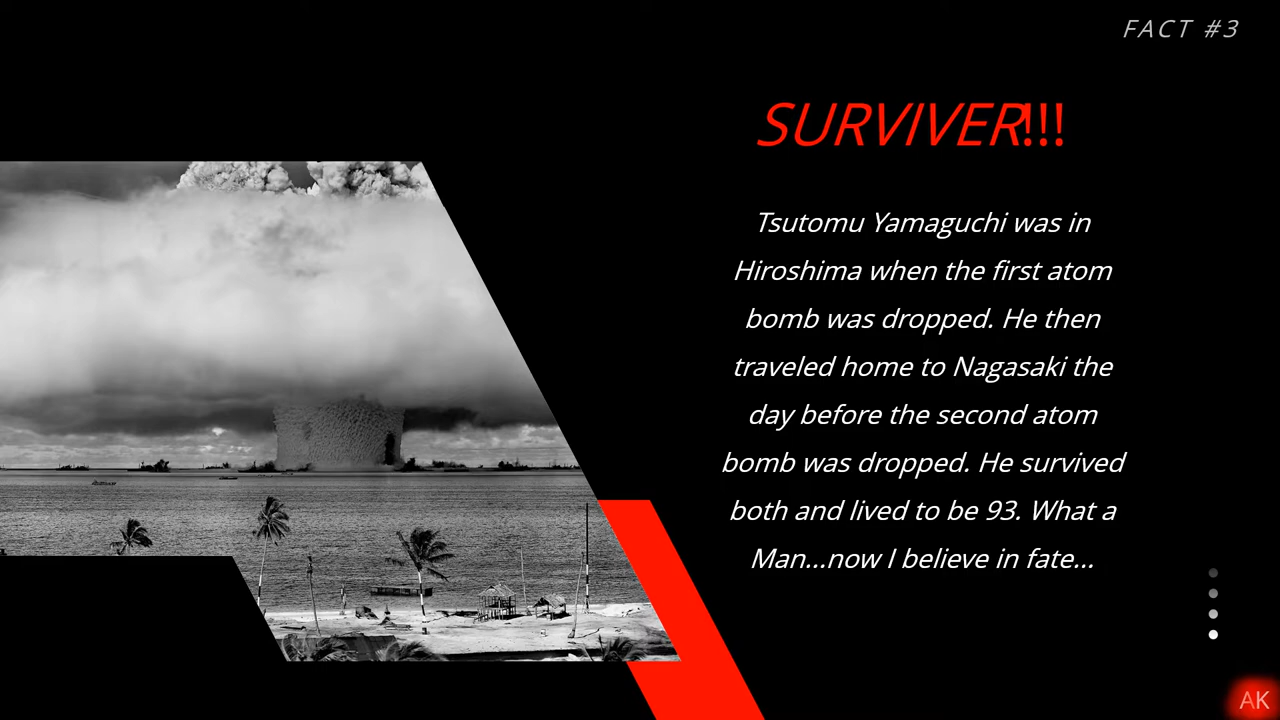 FACT #3
SURVIVER!!!
Tsutomu Yamaguchi was in
Hiroshima when the first atom
bomb was dropped. He then
traveled home to Nagasaki the
day before the second atom
bomb was dropped. He survived
both and lived to be 93. What a
Man...now I believe in fate...
AK